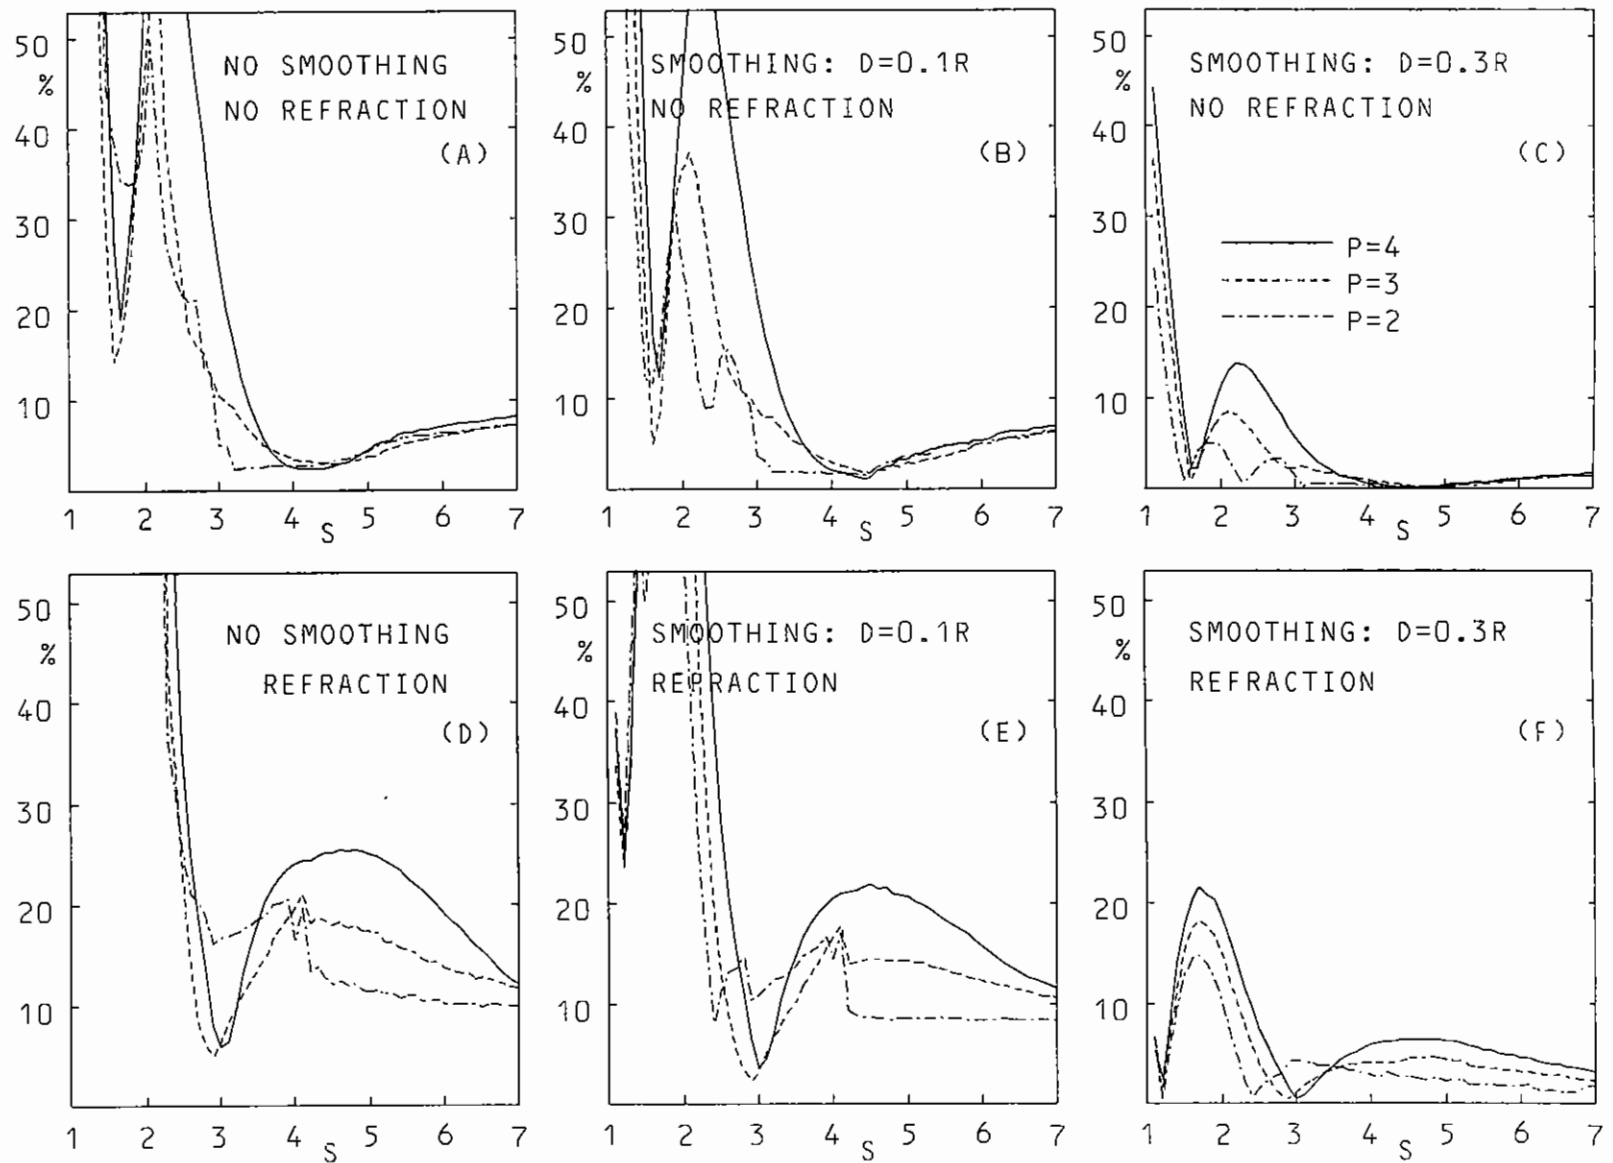 50
%
40
30
20
10
NO SMOOTHING
NO REFRACTION
(A)
1 2 3 4 5 6 7
S
50
%
40
30
20
10
SMOOTHING: D=0.1R
NO REFRACTION
(B)
1 2 3 4 5 6 7
S
50
%
40
30
20
10
SMOOTHING: D=0.3R
NO REFRACTION
(C)
P=4
P=3
P=2
1 2 3 4 5 6 7
S
50
%
40
30
20
10
NO SMOOTHING
REFRACTION
(D)
1 2 3 4 5 6 7
S
50
%
40
30
20
10
SMOOTHING: D=0.1R
REFRACTION
(E)
1 2 3 4 5 6 7
S
50
%
40
30
20
10
SMOOTHING: D=0.3R
REFRACTION
(F)
1 2 3 4 5 6 7
S